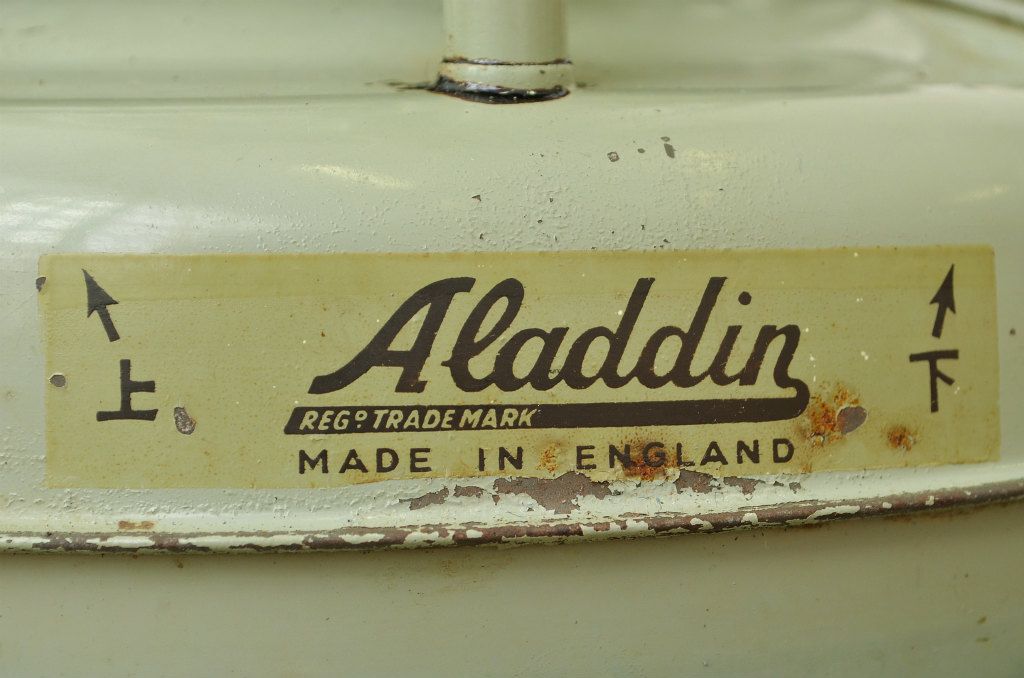 Aladdin
REGº TRADE MARK
MADE IN ENGLAND
上
下